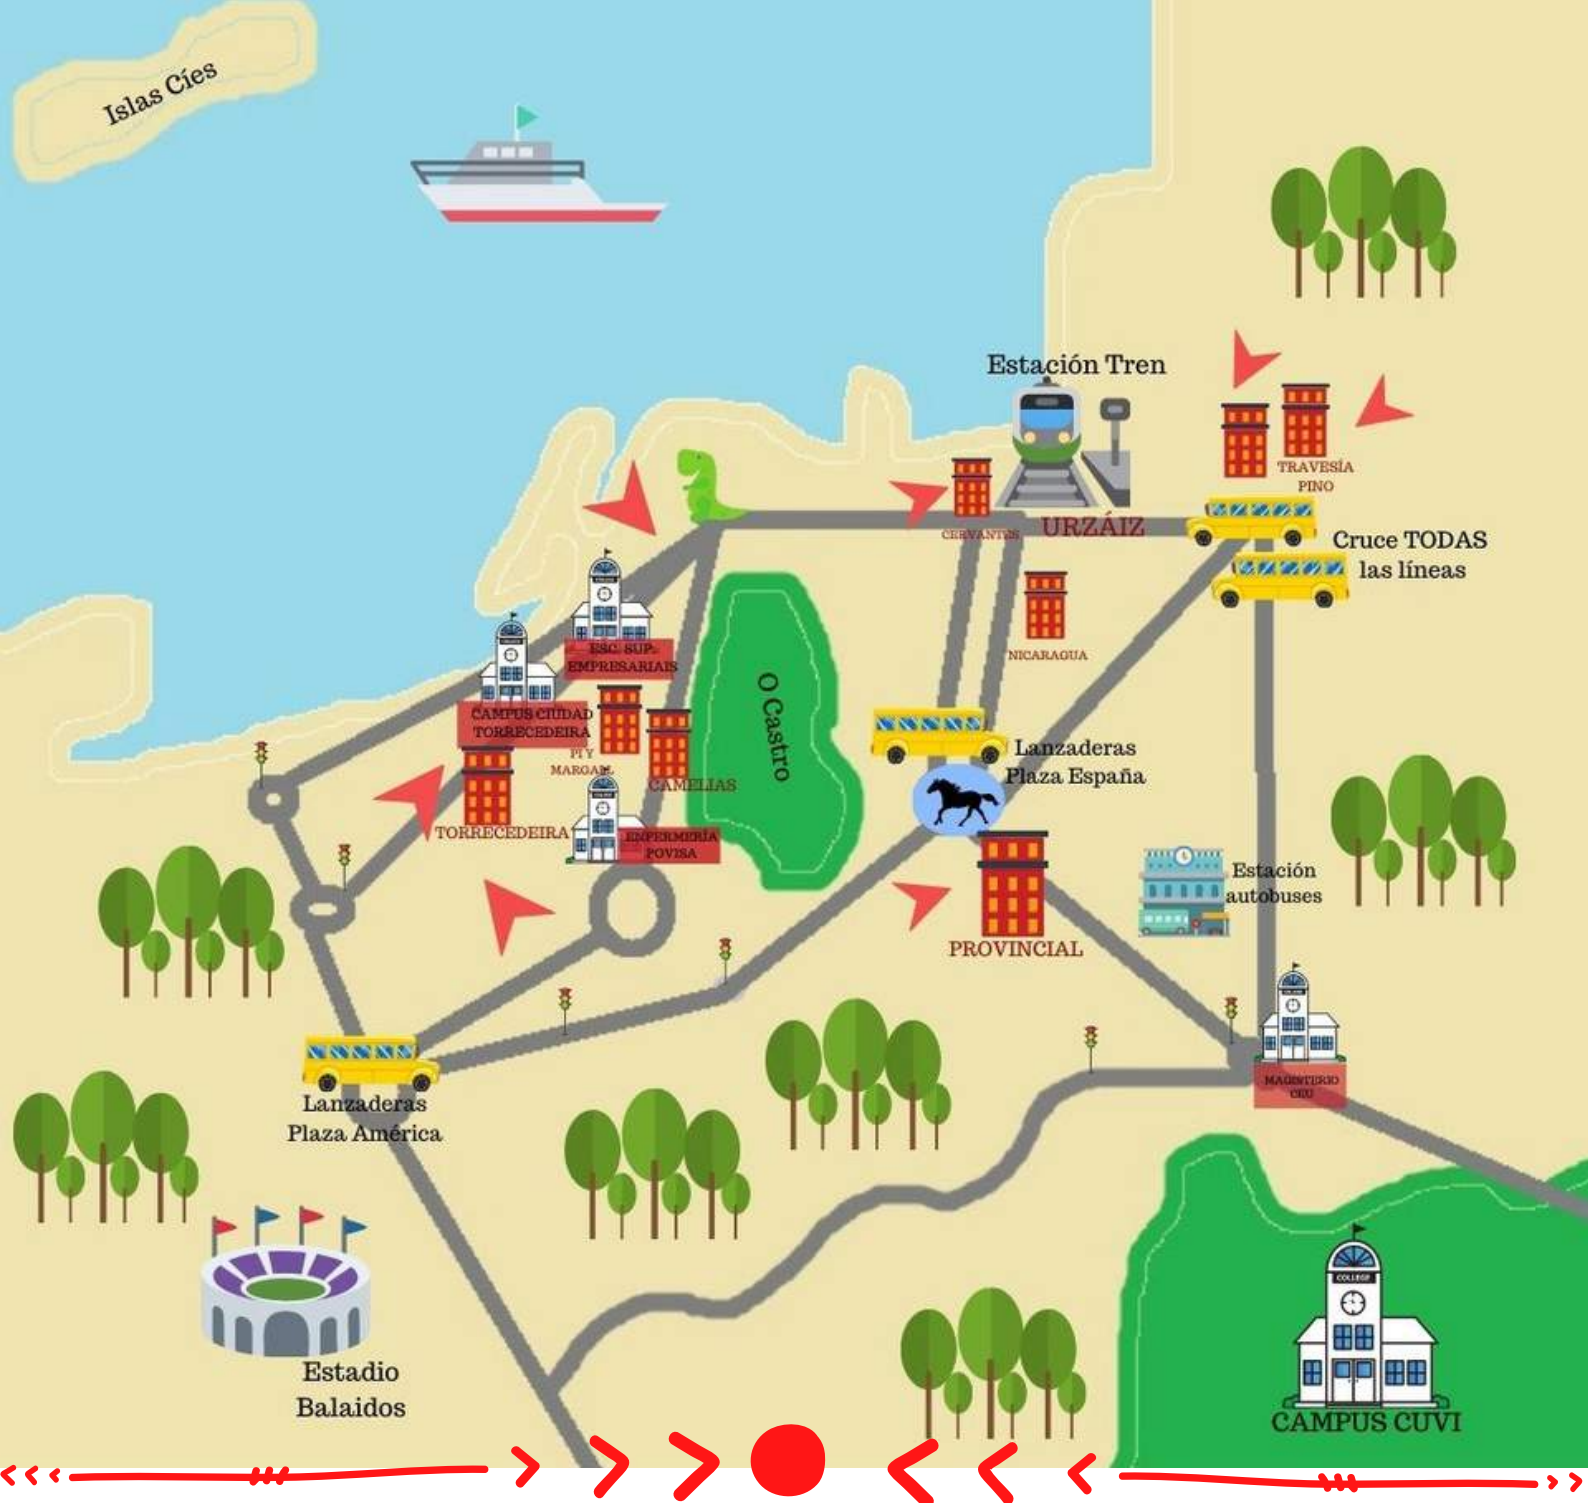 Islas Cíes
Estación Tren
TRAVESÍA
PINO
CERVANTES
URZÁIZ
Cruce TODAS
las líneas
NICARAGUA
ESC. SUP.
EMPRESARIAIS
O Castro
CAMPUS CIUDAD
TORRECEDEIRA
PI Y
MARGALL
CAMELIAS
Lanzaderas
Plaza España
TORRECEDEIRA
ENFERMERÍA
POVISA
Estación
autobuses
PROVINCIAL
Lanzaderas
Plaza América
MAGISTERIO
CEU
COLLEGE
CAMPUS CUVI
Estadio
Balaidos